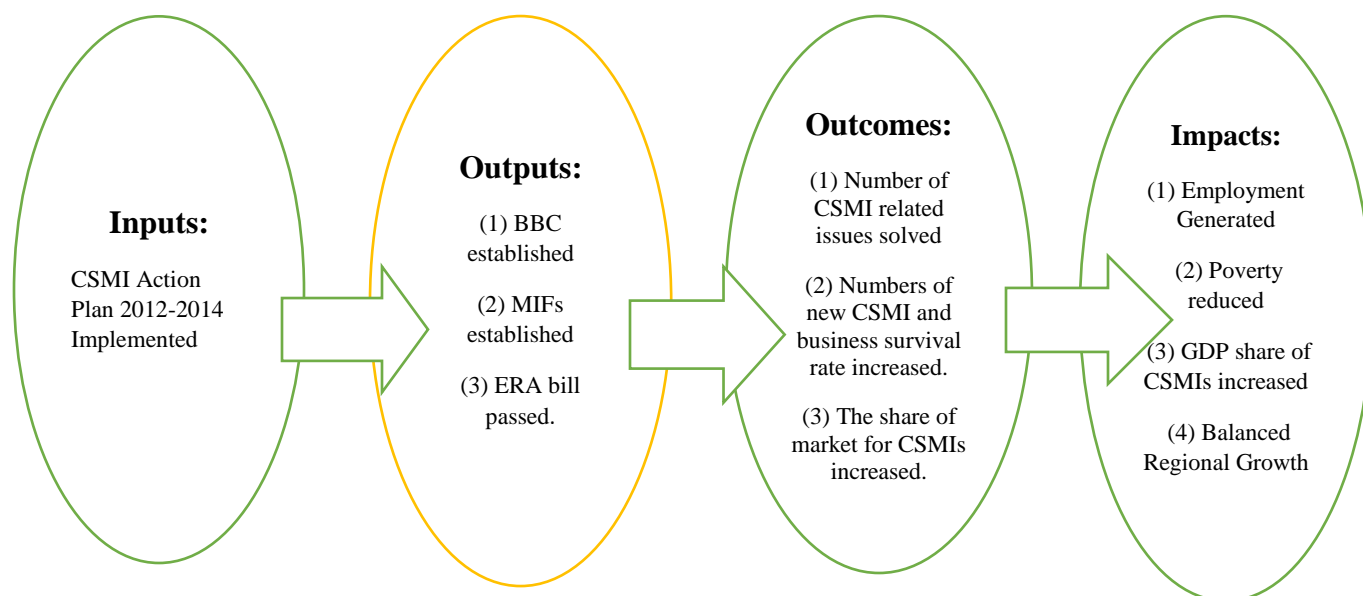 Inputs:
CSMI Action
Plan 2012-2014
Implemented
Outputs:
(1) BBC
established
(2) MIFs
established
(3) ERA bill
passed.
Outcomes:
(1) Number of
CSMI related
issues solved
(2) Numbers of
new CSMI and
business survival
rate increased.
(3) The share of
market for CSMIs
increased.
Impacts:
(1) Employment
Generated
(2) Poverty
reduced
(3) GDP share of
CSMIs increased
(4) Balanced
Regional Growth